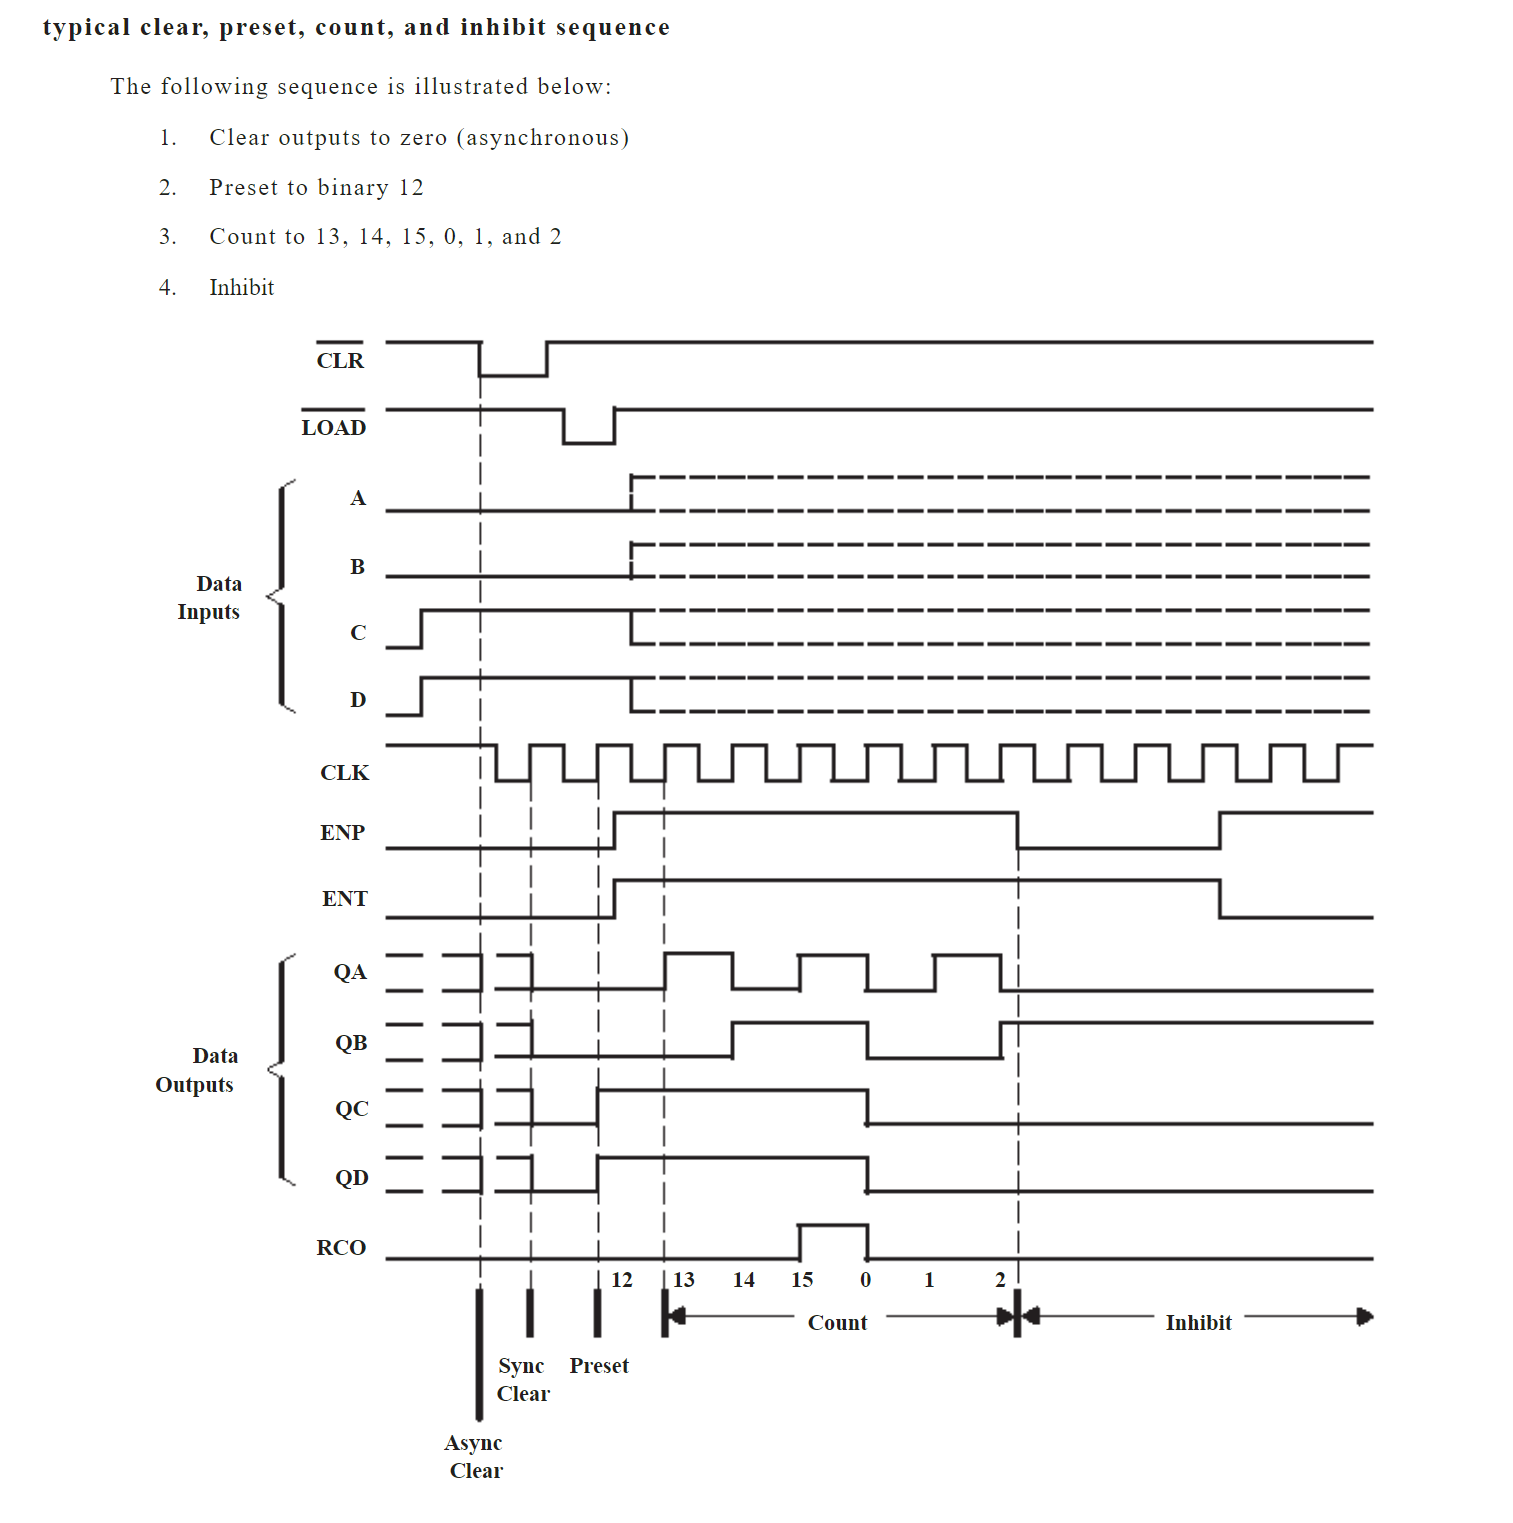 typical clear, preset, count, and inhibit sequence
The following sequence is illustrated below:
1. Clear outputs to zero (asynchronous)
2. Preset to binary 12
3. Count to 13, 14, 15, 0, 1, and 2
4. Inhibit
CLR
LOAD
A
B
Data
Inputs
C
D
CLK
ENP
ENT
QA
QB
Data
Outputs
QC
QD
RCO
12 13 14 15 0 1 2
Count Inhibit
Sync Preset
Clear
Async
Clear